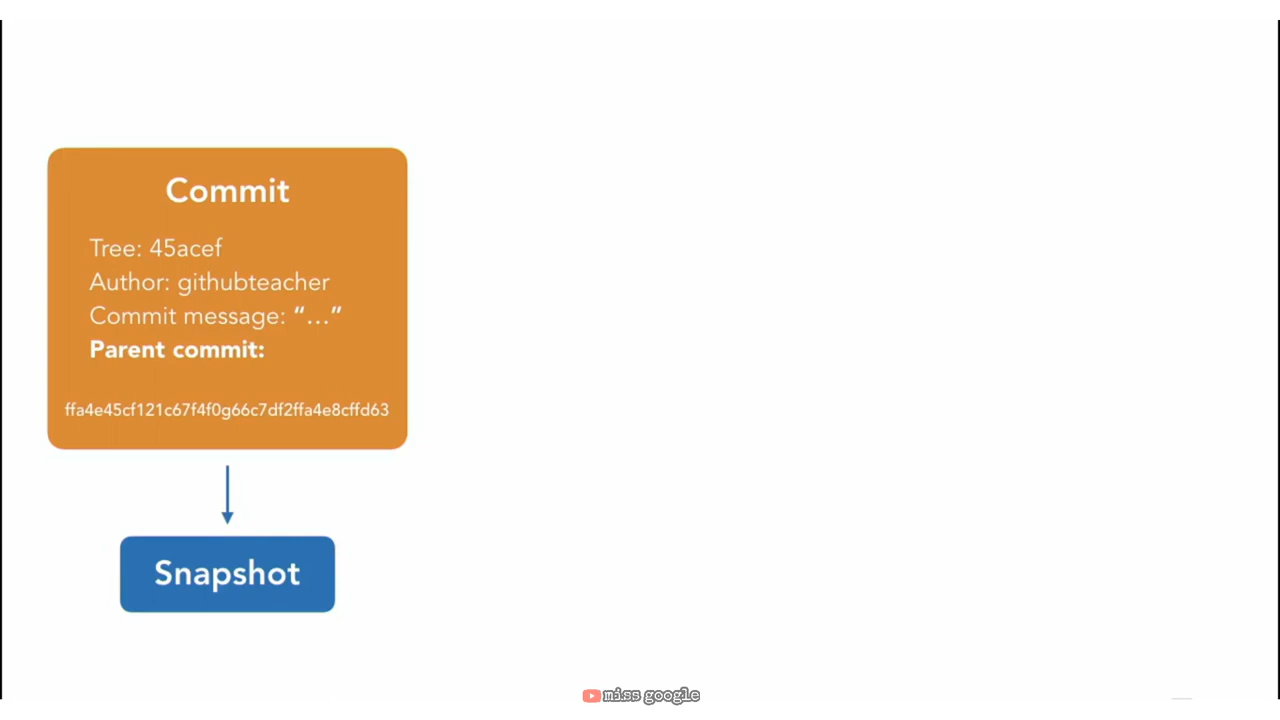 Commit
Tree: 45acef
Author: githubteacher
Commit message: “...”
Parent commit:
ffa4e45cf121c67f4f0g66c7df2ffa4e8cffd63
Snapshot
miss google